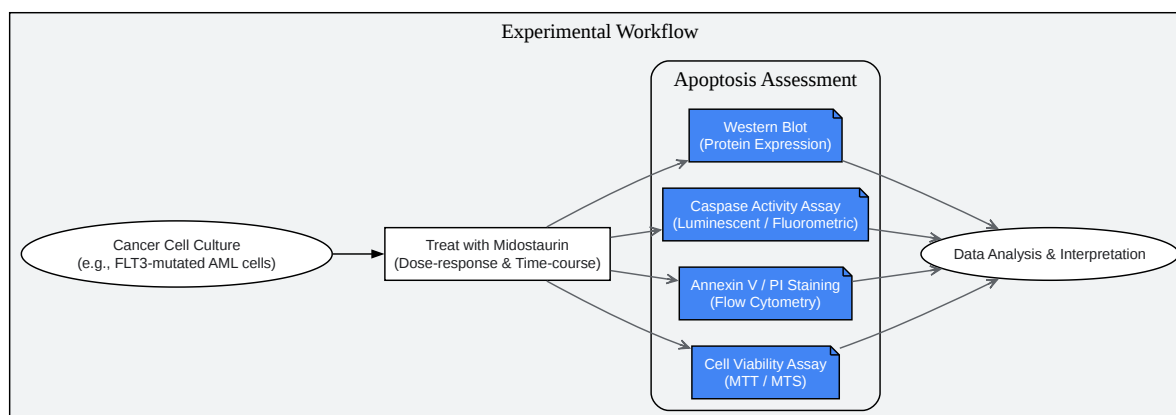 Experimental Workflow
Apoptosis Assessment
Western Blot
(Protein Expression)
Caspase Activity Assay
(Luminescent / Fluorometric)
Cancer Cell Culture
(e.g., FLT3-mutated AML cells)
Treat with Midostaurin
(Dose-response & Time-course)
Data Analysis & Interpretation
Annexin V / PI Staining
(Flow Cytometry)
Cell Viability Assay
(MTT / MTS)